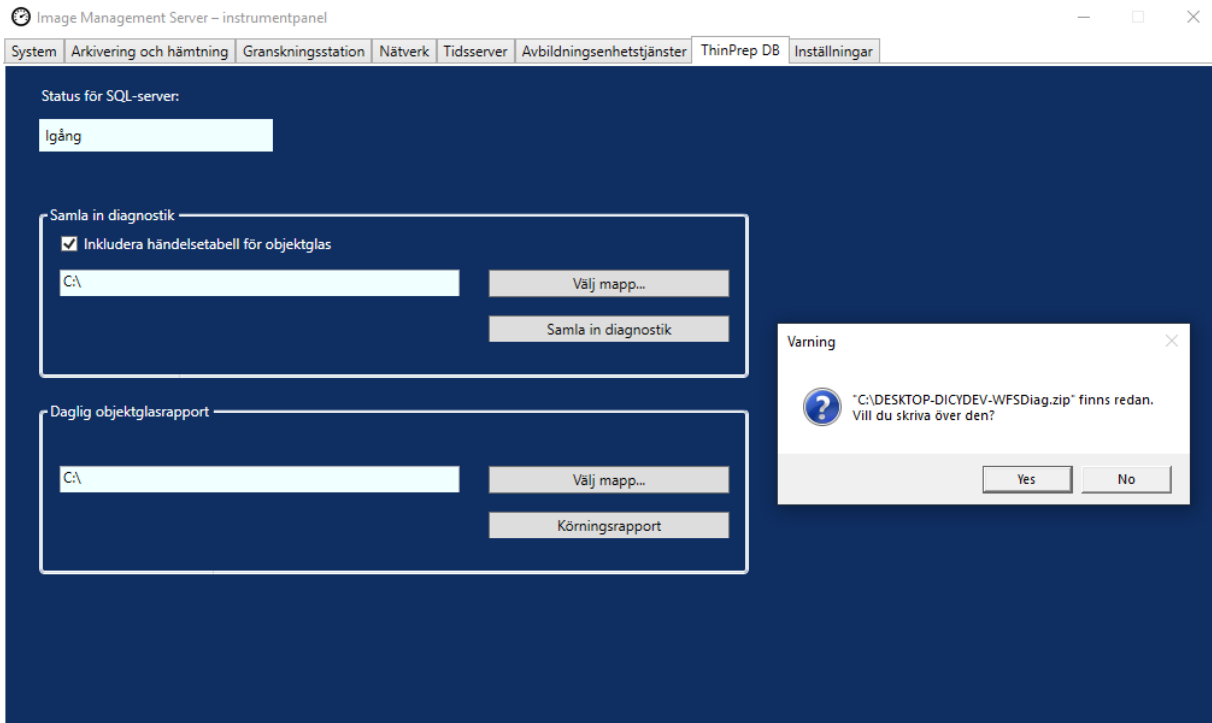 Image Management Server – instrumentpanel
System Arkivering och hämtning Granskningsstation Nätverk Tidsserver Avbildningsenhetstjänster ThinPrep DB Inställningar
Status för SQL-server:
Igång
Samla in diagnostik
Inkludera händelsetabell för objektglas
C:\ Välj mapp...
Samla in diagnostik
Daglig objektglasrapport
C:\ Välj mapp...
Körningsrapport
Varning
"C:\DESKTOP-DICYDEV-WFSDiag.zip" finns redan.
Vill du skriva över den?
Yes No